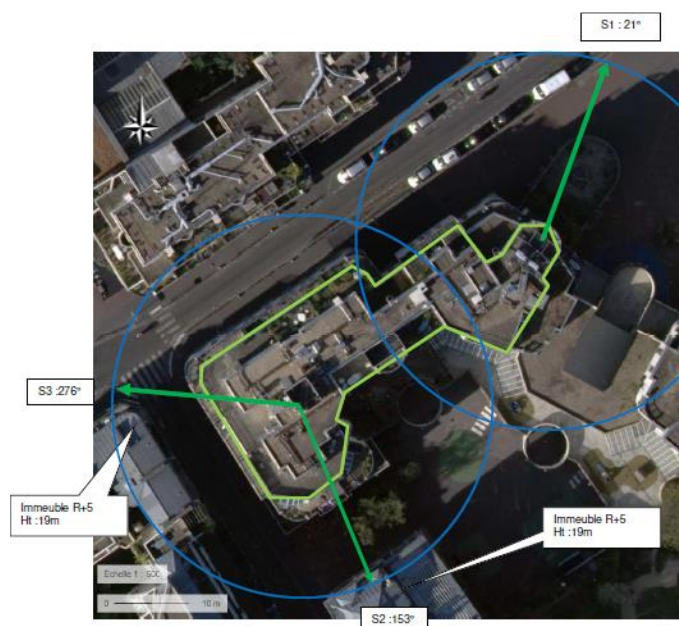 S1 : 21°
S3 :276°
Immeuble R+5
Ht :19m
Immeuble R+5
Ht :19m
Echelle 1 : 500
0 10 m
S2 :153°